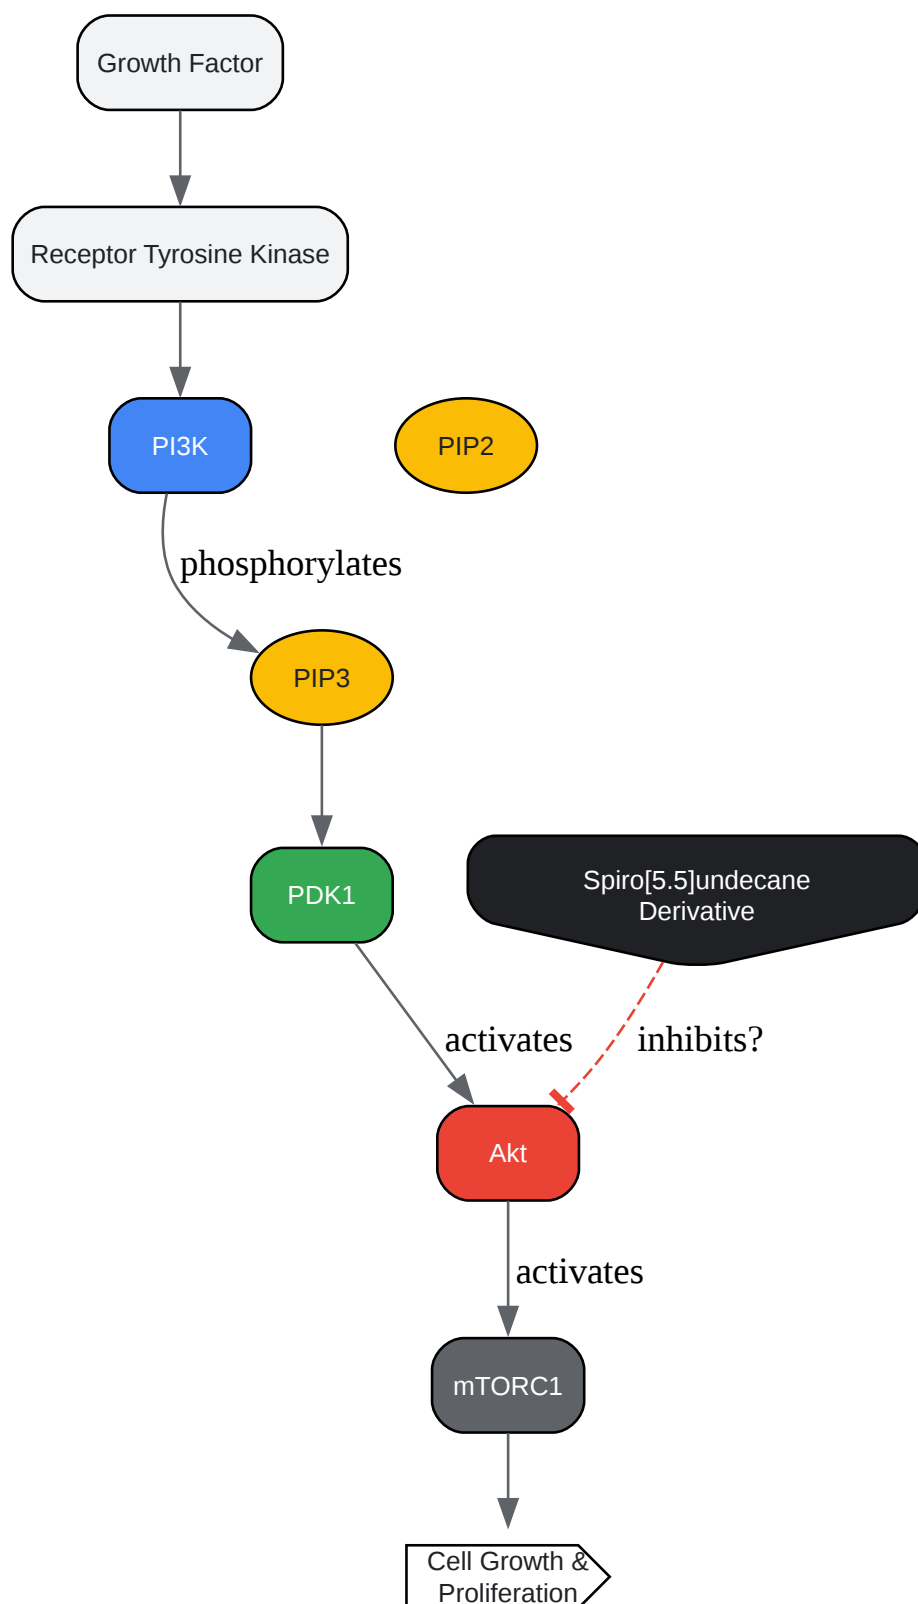 Growth Factor
Receptor Tyrosine Kinase
PI3K
PIP2
phosphorylates
PIP3
PDK1
Spiro[5.5]undecane
Derivative
activates
inhibits?
Akt
activates
mTORC1
Cell Growth &
Proliferation